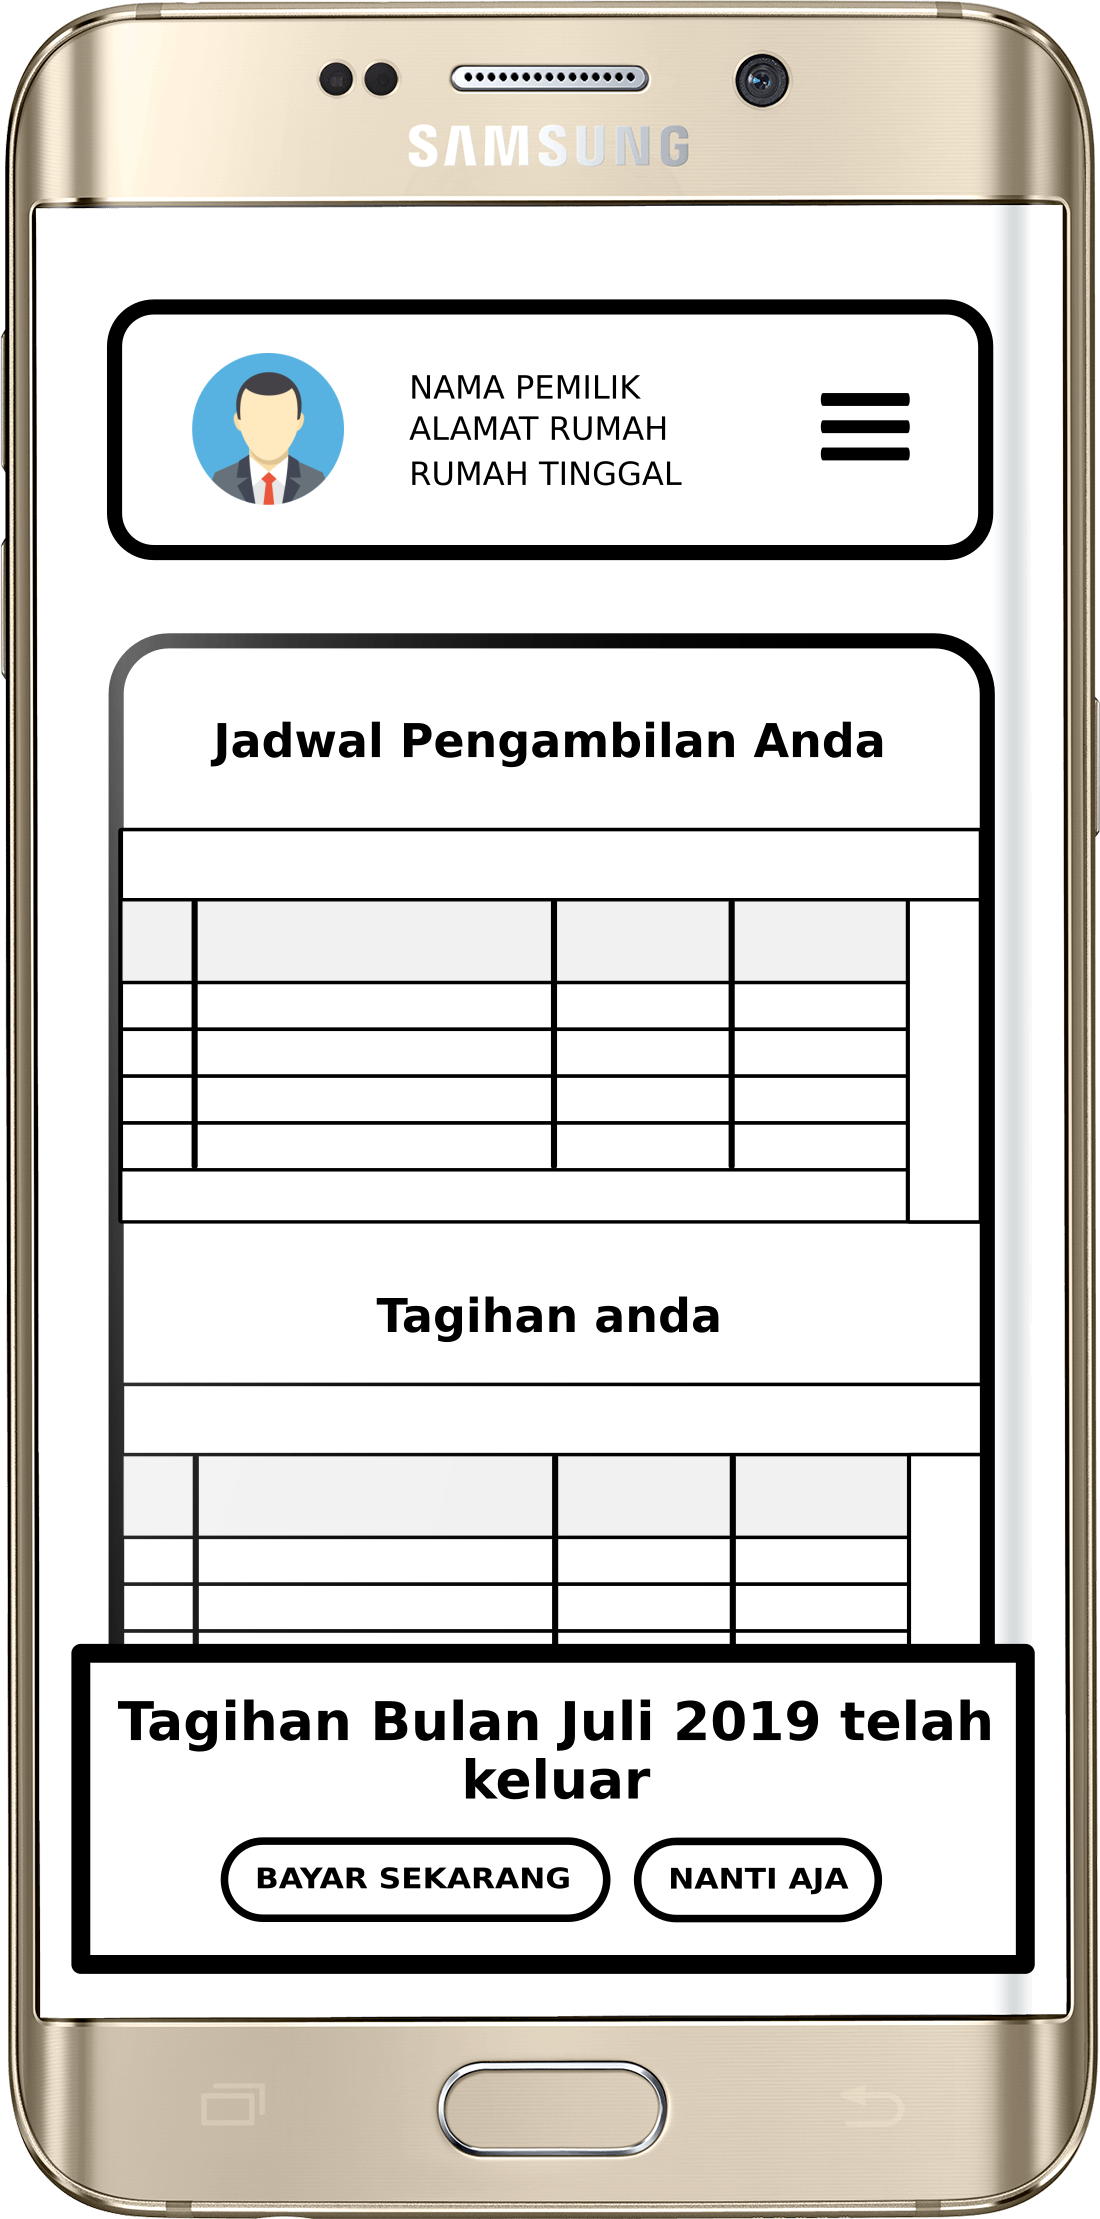 SAMSUNG
NAMA PEMILIK
ALAMAT RUMAH
RUMAH TINGGAL
Jadwal Pengambilan Anda
Tagihan anda
Tagihan Bulan Juli 2019 telah
keluar
BAYAR SEKARANG
NANTI AJA